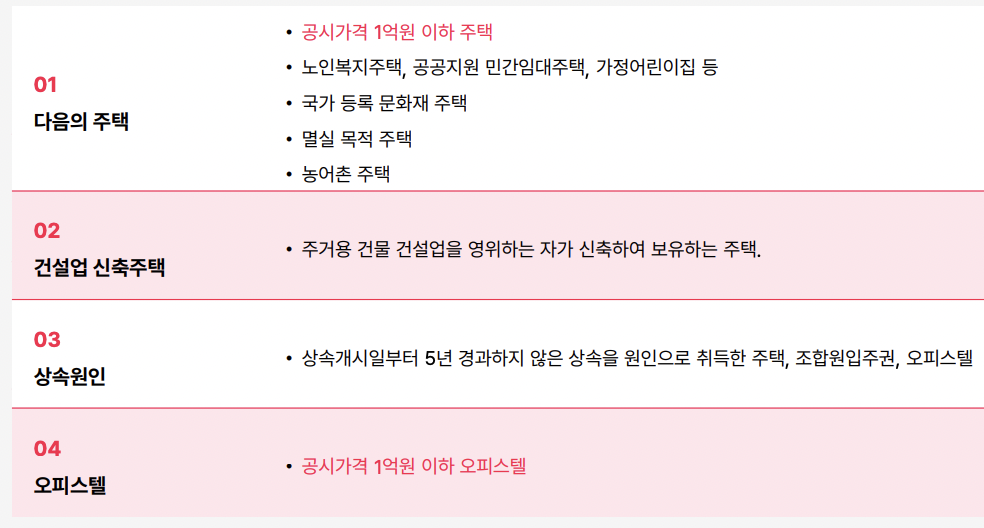 01
다음의 주택
• 공시가격 1억원 이하 주택
• 노인복지주택, 공공지원 민간임대주택, 가정어린이집 등
• 국가 등록 문화재 주택
• 멸실 목적 주택
• 농어촌 주택
02
건설업 신축주택
• 주거용 건물 건설업을 영위하는 자가 신축하여 보유하는 주택.
03
상속원인
• 상속개시일부터 5년 경과하지 않은 상속을 원인으로 취득한 주택, 조합원입주권, 오피스텔
04
오피스텔
• 공시가격 1억원 이하 오피스텔